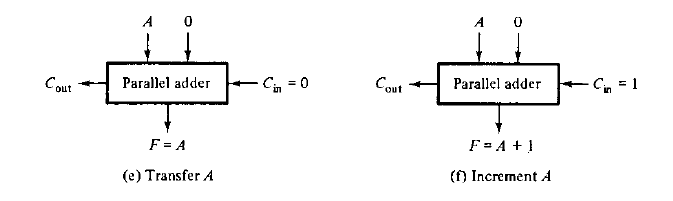 A 0
A 0
C_out Parallel adder C_in = 0
C_out Parallel adder C_in = 1
F = A
F = A + 1
(e) Transfer A
(f) Increment A